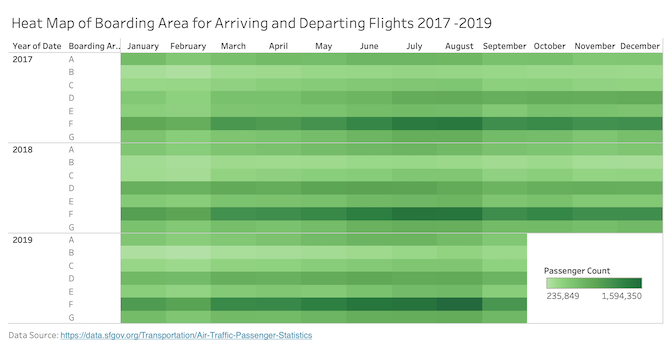 Heat Map of Boarding Area for Arriving and Departing Flights 2017 -2019
Year of Date Boarding Ar.. January February March April May June July August September October November December
2017 A
B
C
D
E
F
G
2018 A
B
C
D
E
F
G
2019 A
B
C
D
E
F
G
Passenger Count
235,849 1,594,350
Data Source: https://data.sfgov.org/Transportation/Air-Traffic-Passenger-Statistics